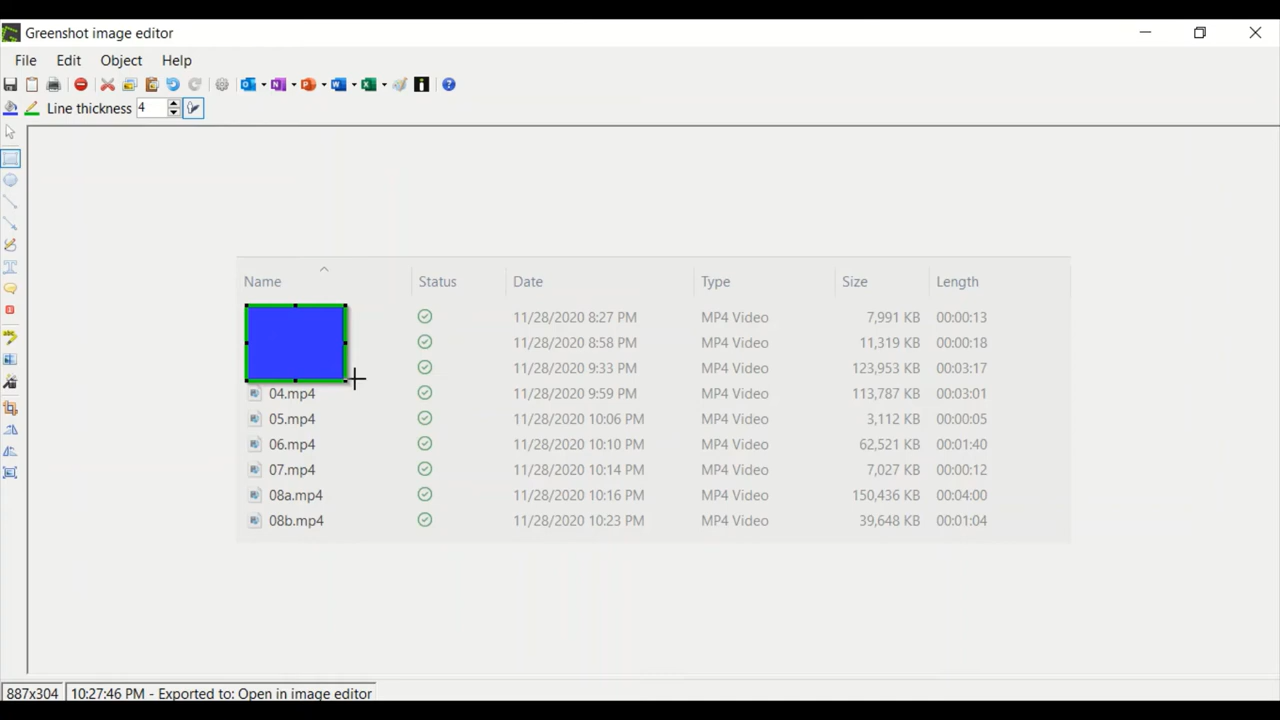 Greenshot image editor
File Edit Object Help
Line thickness 4
Name Status Date Type Size Length
11/28/2020 8:27 PM MP4 Video 7,991 KB 00:00:13
11/28/2020 8:58 PM MP4 Video 11,319 KB 00:00:18
11/28/2020 9:33 PM MP4 Video 123,953 KB 00:03:17
04.mp4 11/28/2020 9:59 PM MP4 Video 113,787 KB 00:03:01
05.mp4 11/28/2020 10:06 PM MP4 Video 3,112 KB 00:00:05
06.mp4 11/28/2020 10:10 PM MP4 Video 62,521 KB 00:01:40
07.mp4 11/28/2020 10:14 PM MP4 Video 7,027 KB 00:00:12
08a.mp4 11/28/2020 10:16 PM MP4 Video 150,436 KB 00:04:00
08b.mp4 11/28/2020 10:23 PM MP4 Video 39,648 KB 00:01:04
887x304 10:27:46 PM - Exported to: Open in image editor